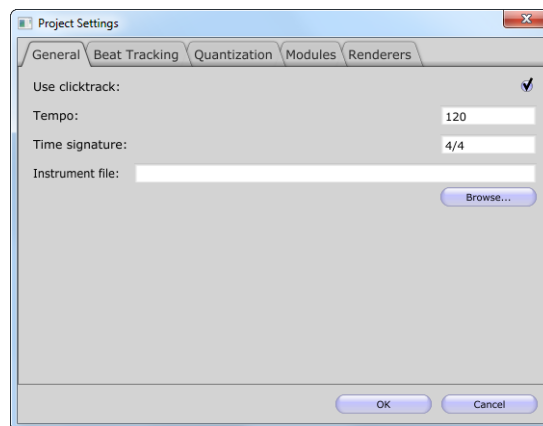 Project Settings
General Beat Tracking Quantization Modules Renderers
Use clicktrack:
Tempo: 120
Time signature: 4/4
Instrument file:
Browse...
OK Cancel